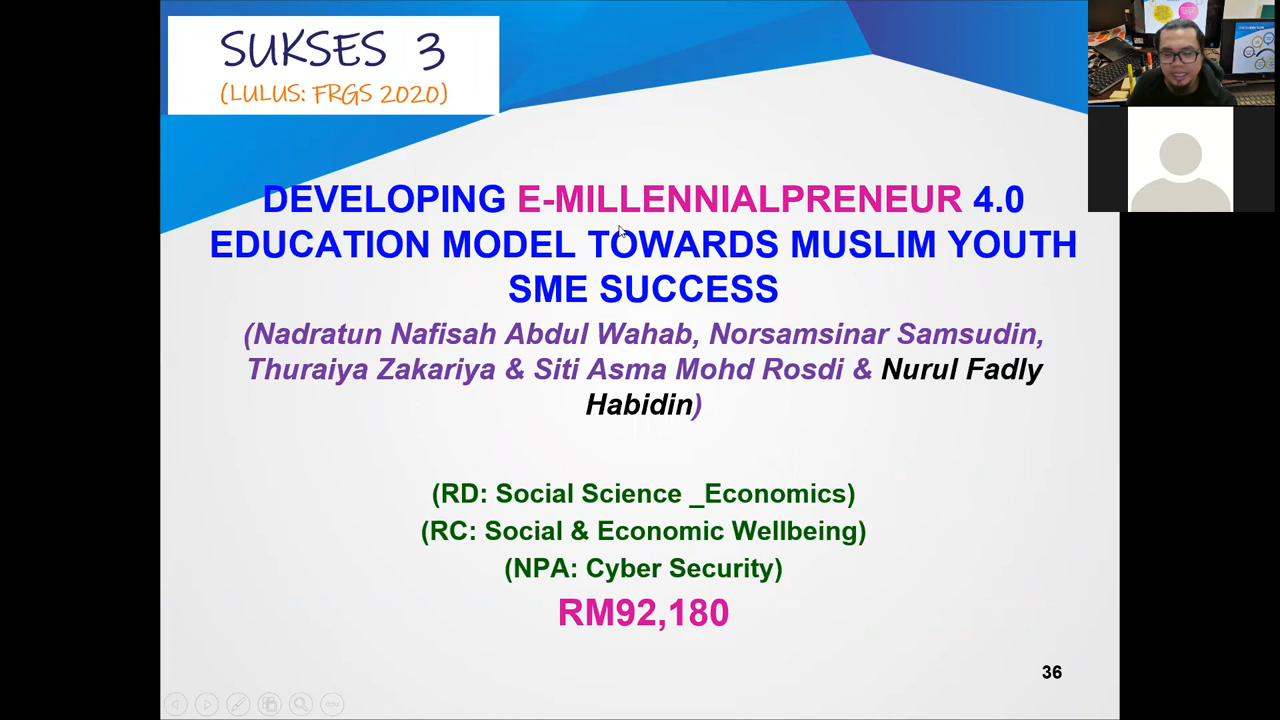 SUKSES 3
(LULUS: FRGS 2020)
DEVELOPING E-MILLENNIALPRENEUR 4.0
EDUCATION MODEL TOWARDS MUSLIM YOUTH
SME SUCCESS
(Nadratun Nafisah Abdul Wahab, Norsamsinar Samsudin,
Thuraiya Zakariya & Siti Asma Mohd Rosdi & Nurul Fadly
Habidin)
(RD: Social Science _Economics)
(RC: Social & Economic Wellbeing)
(NPA: Cyber Security)
RM92,180
36